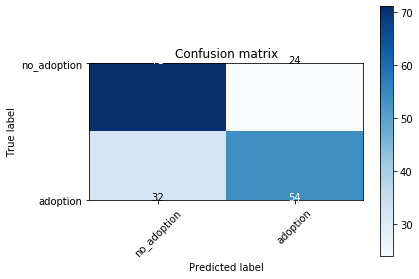 Confusion matrix
no_adoption
24
adoption
32
54
True label
no_adoption
adoption
Predicted label
70
60
50
40
30